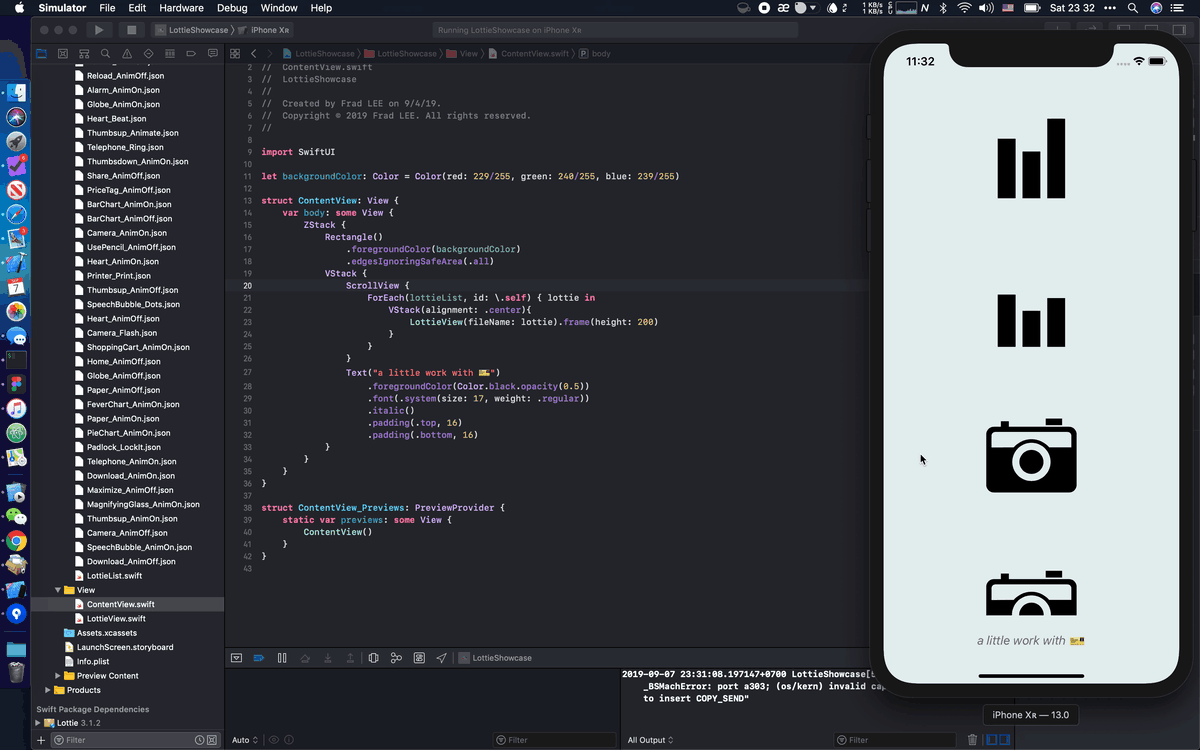 Simulator File Edit Hardware Debug Window Help
1 KB/s
1 KB/s
Sat 23 32
LottieShowcase iPhone XR
Running LottieShowcase on iPhone XR
LottieShowcase LottieShowcase View ContentView.swift body
Reload_AnimOff.json
Alarm_AnimOn.json
Globe_AnimOn.json
Heart_Beat.json
Thumbsup_Animate.json
Telephone_Ring.json
Thumbsdown_AnimOn.json
Share_AnimOff.json
PriceTag_AnimOff.json
BarChart_AnimOn.json
BarChart_AnimOff.json
Camera_AnimOn.json
UsePencil_AnimOff.json
Heart_AnimOn.json
Printer_Print.json
Thumbsup_AnimOff.json
SpeechBubble_Dots.json
Heart_AnimOff.json
Camera_Flash.json
ShoppingCart_AnimOn.json
Home_AnimOff.json
Globe_AnimOff.json
Paper_AnimOff.json
FeverChart_AnimOn.json
Paper_AnimOn.json
PieChart_AnimOn.json
Padlock_LockIt.json
Telephone_AnimOn.json
Download_AnimOn.json
Maximize_AnimOff.json
MagnifyingGlass_AnimOn.json
Thumbsup_AnimOn.json
Camera_AnimOff.json
SpeechBubble_AnimOn.json
Download_AnimOff.json
LottieList.swift
View
ContentView.swift
LottieView.swift
Assets.xcassets
LaunchScreen.storyboard
Info.plist
Preview Content
Products
Swift Package Dependencies
Lottie 3.1.2
Filter
2 // ContentView.swift
3 // LottieShowcase
4 //
5 // Created by Frad LEE on 9/4/19.
6 // Copyright © 2019 Frad LEE. All rights reserved.
7 //
8
9 import SwiftUI
10
11 let backgroundColor: Color = Color(red: 229/255, green: 240/255, blue: 239/255)
12
13 struct ContentView: View {
14 var body: some View {
15 ZStack {
16 Rectangle()
17 .foregroundColor(backgroundColor)
18 .edgesIgnoringSafeArea(.all)
19 VStack {
20 ScrollView {
21 ForEach(lottieList, id: \.self) { lottie in
22 VStack(alignment: .center){
23 LottieView(fileName: lottie).frame(height: 200)
24 }
25 }
26 }
27 Text("a little work with 🎫")
28 .foregroundColor(Color.black.opacity(0.5))
29 .font(.system(size: 17, weight: .regular))
30 .italic()
31 .padding(.top, 16)
32 .padding(.bottom, 16)
33 }
34 }
35 }
36 }
37
38 struct ContentView_Previews: PreviewProvider {
39 static var previews: some View {
40 ContentView()
41 }
42 }
43
LottieShowcase
2019-09-07 23:31:08.197147+0700 LottieShowcase[
_BSMachError: port a303; (os/kern) invalid cap
to insert COPY_SEND"
Auto
Filter
All Output
Filter
11:32
a little work with
iPhone XR — 13.0